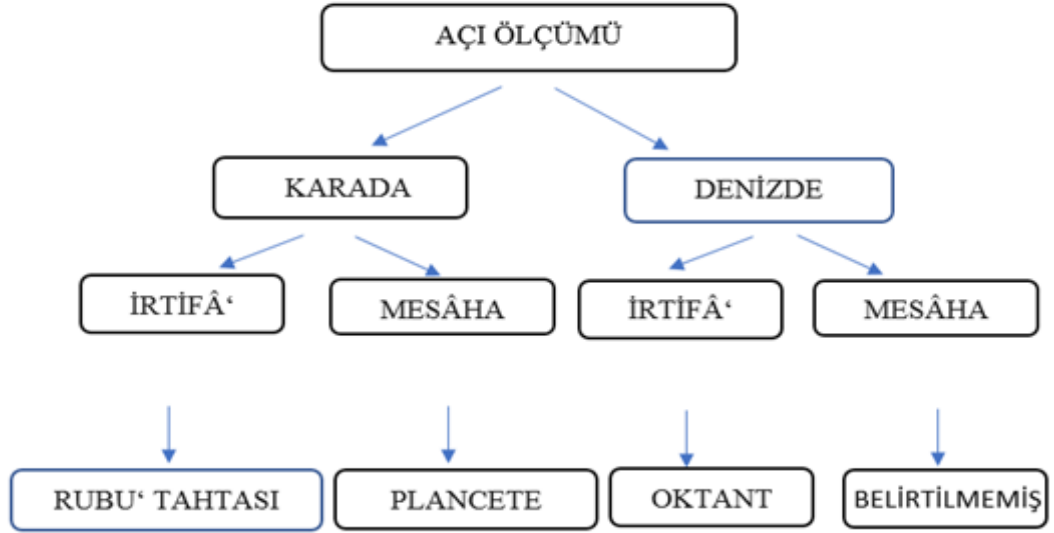 AÇI ÖLÇÜMÜ
KARADA
DENİZDE
İRTİFÂ‘
MESÂHA
İRTİFÂ‘
MESÂHA
RUBU‘ TAHTASI
PLANCETE
OKTANT
BELİRTİLMEMİŞ